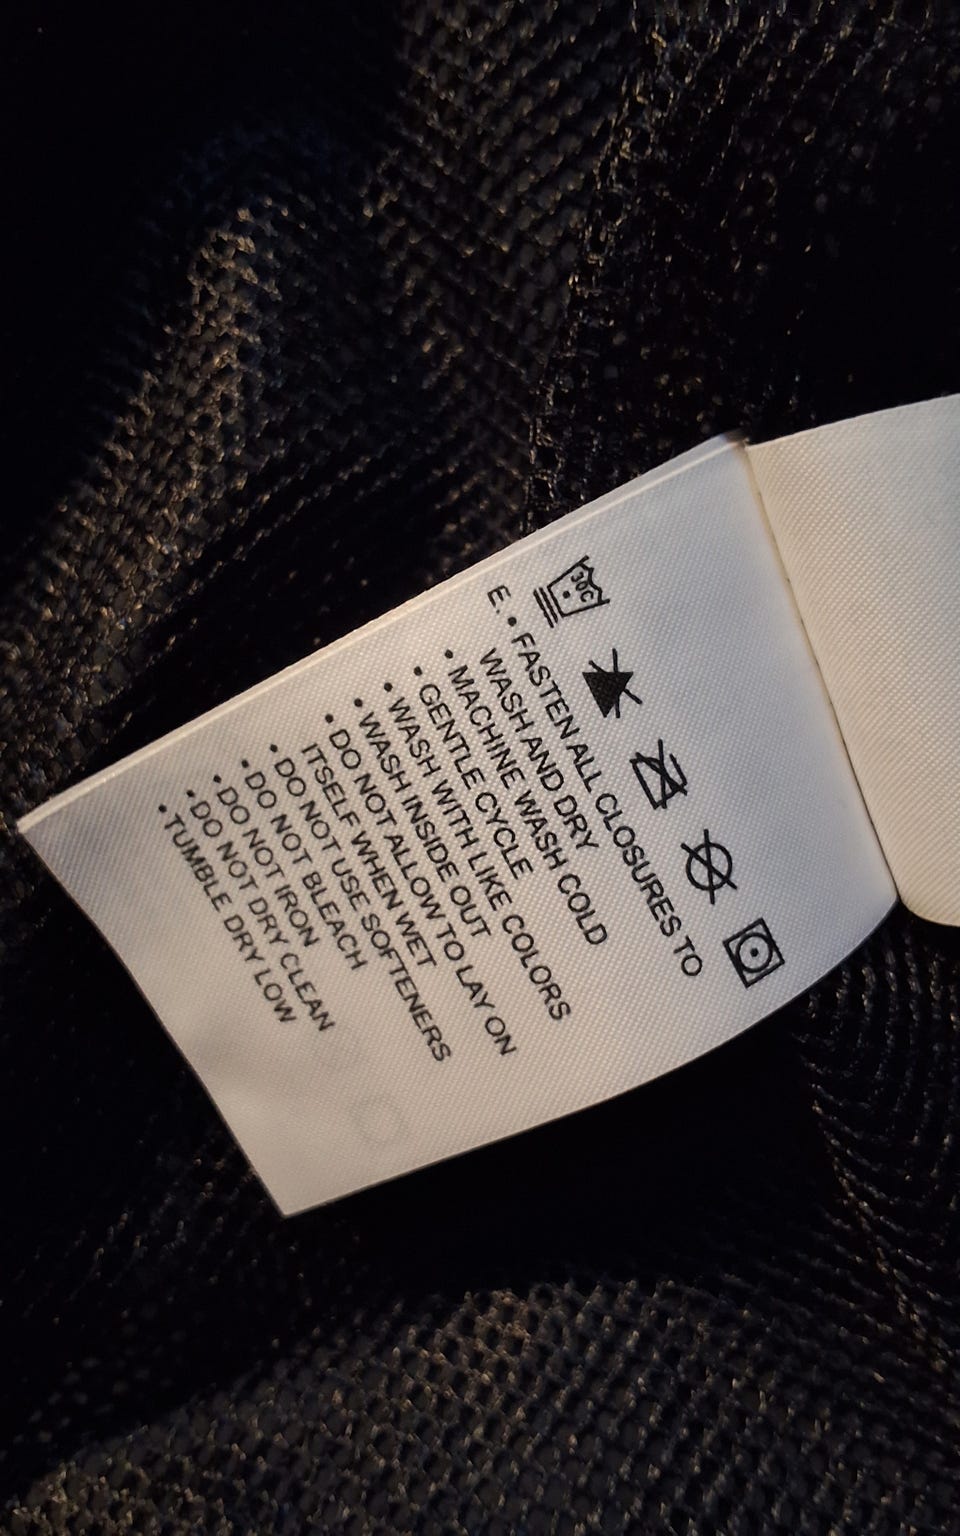 30C
E. • FASTEN ALL CLOSURES TO
WASH AND DRY
• MACHINE WASH COLD
• GENTLE CYCLE
• WASH WITH LIKE COLORS
• WASH INSIDE OUT
• DO NOT ALLOW TO LAY ON
ITSELF WHEN WET
• DO NOT USE SOFTENERS
• DO NOT BLEACH
• DO NOT IRON
• DO NOT DRY CLEAN
• TUMBLE DRY LOW